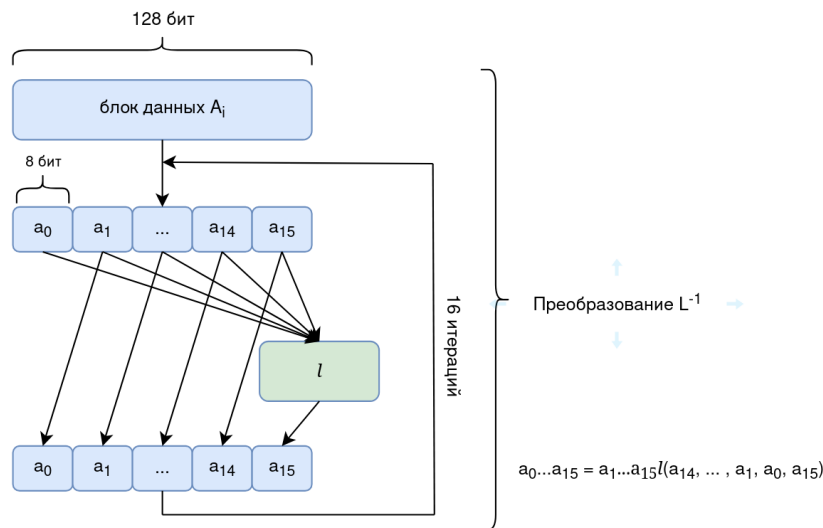 128 бит
блок данных Aᵢ
8 бит
a₀ a₁ ... a₁₄ a₁₅
l
16 итераций
Преобразование L⁻¹
a₀ a₁ ... a₁₄ a₁₅
a₀...a₁₅ = a₁...a₁₅l(a₁₄, ... , a₁, a₀, a₁₅)